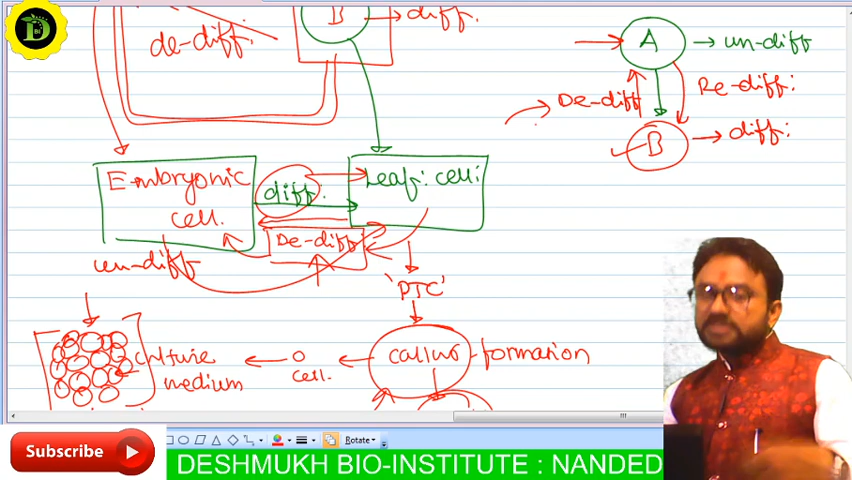 B → diff.
de-diff.
A → un-diff
Re-diff:
De-diff
B → diff:
Embryonic
cell.
diff.
Leaf: cell:
De-diff
un-diff
'PTC'
callus - formation
cell.
culture
medium
D
Subscribe
Rotate
DESHMUKH BIO-INSTITUTE : NANDED